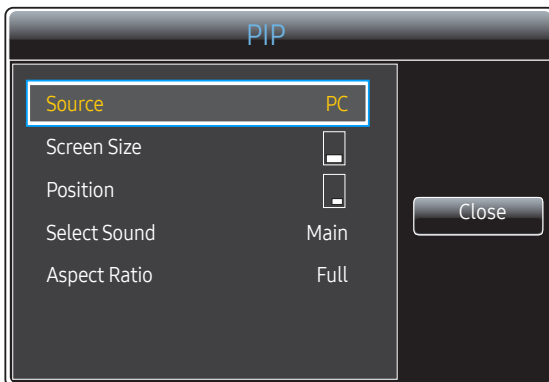 PIP
Source PC
Screen Size
Position
Select Sound Main
Aspect Ratio Full
Close